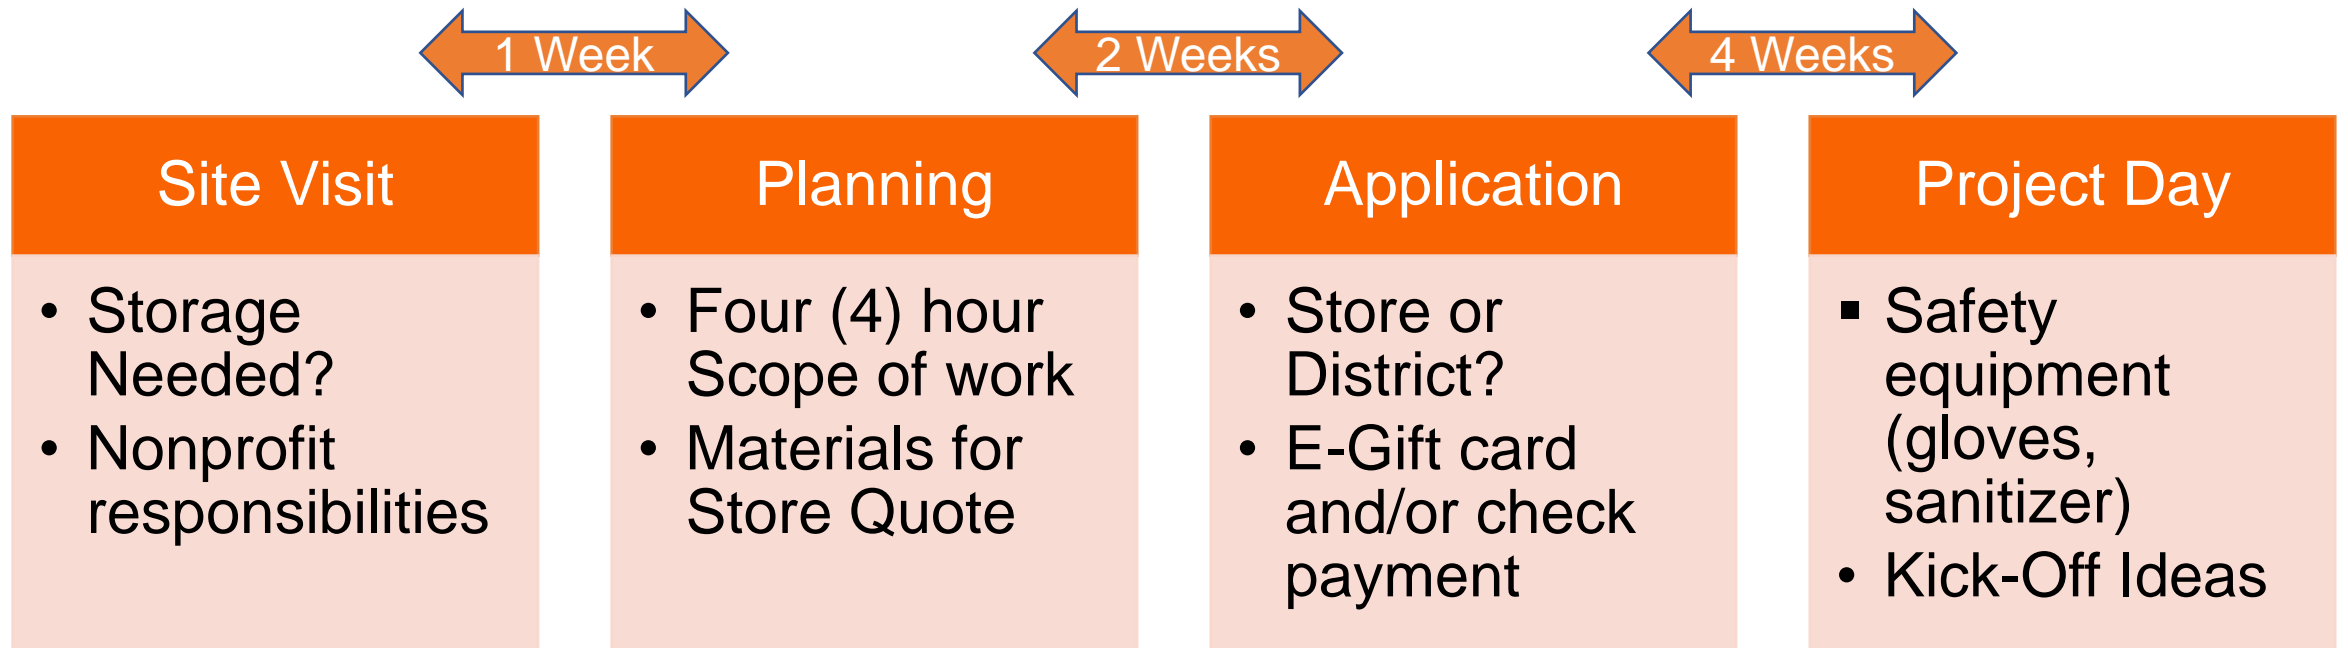 1 Week
2 Weeks
4 Weeks
Site Visit
• Storage
Needed?
• Nonprofit
responsibilities
Planning
• Four (4) hour
Scope of work
• Materials for
Store Quote
Application
• Store or
District?
• E-Gift card
and/or check
payment
Project Day
▪ Safety
equipment
(gloves,
sanitizer)
• Kick-Off Ideas